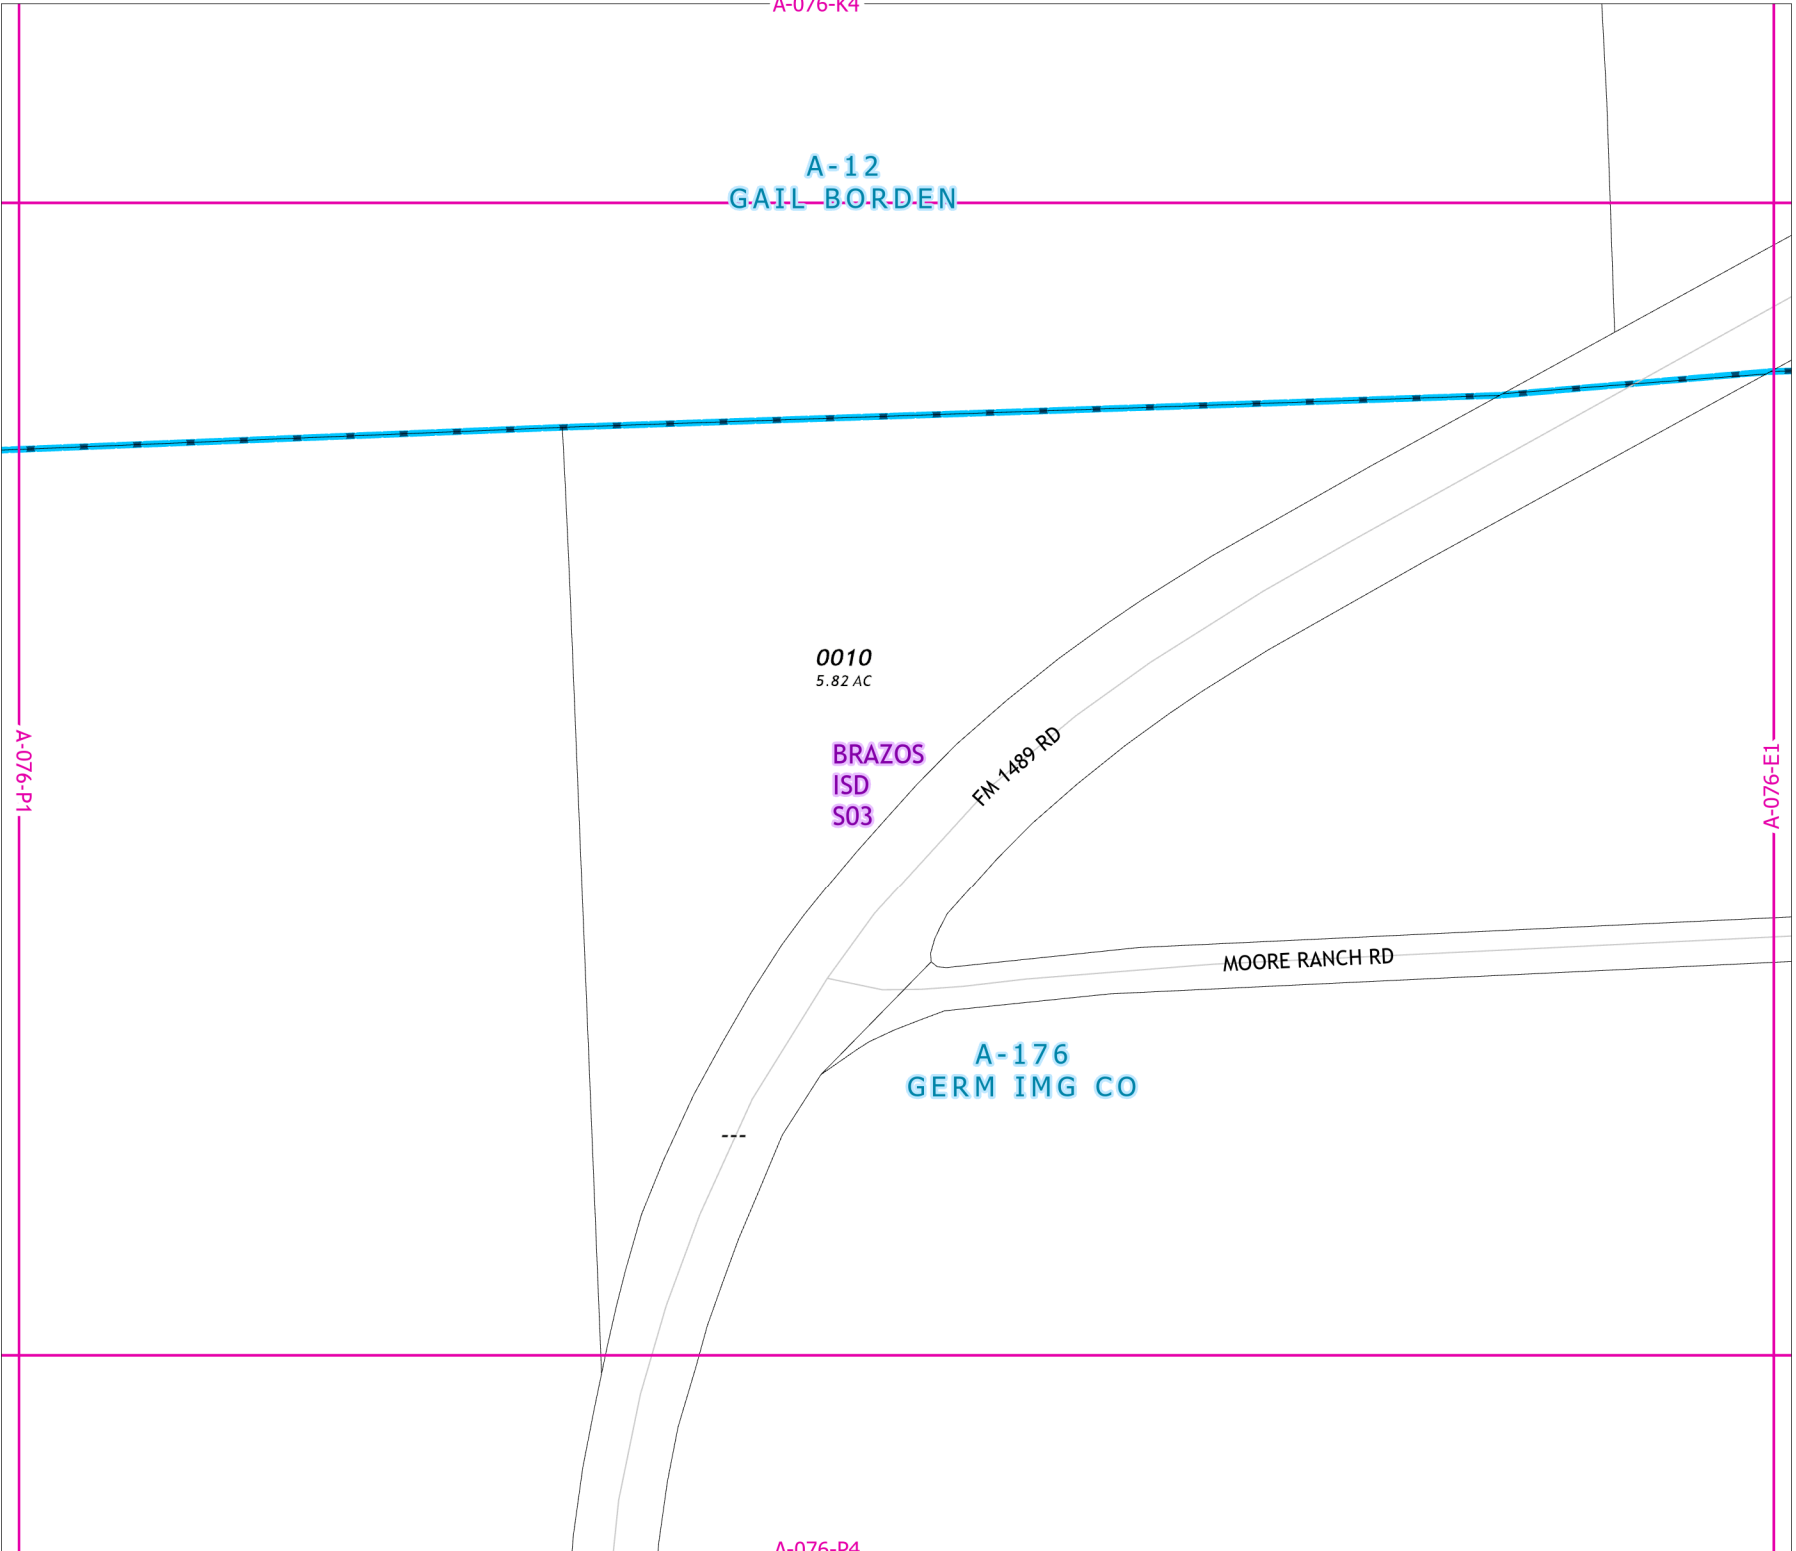 A-076-K4
A-12
GAIL BORDEN
0010
5.82 AC
A-076-P1
BRAZOS
ISD
S03
FM 1489 RD
A-076-E1
MOORE RANCH RD
A-176
GERM IMG CO
---
A-076-P4